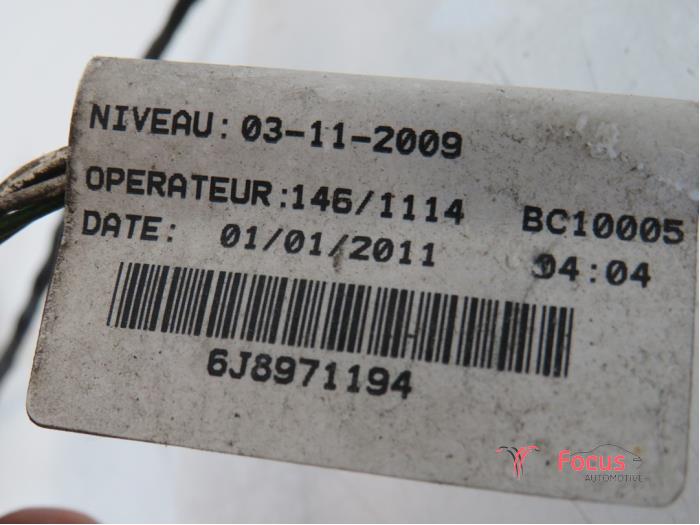 NIVEAU: 03-11-2009
OPERATEUR:146/1114 BC10005
DATE: 01/01/2011 04:04
6J8971194
Focus
AUTOMOTIVE